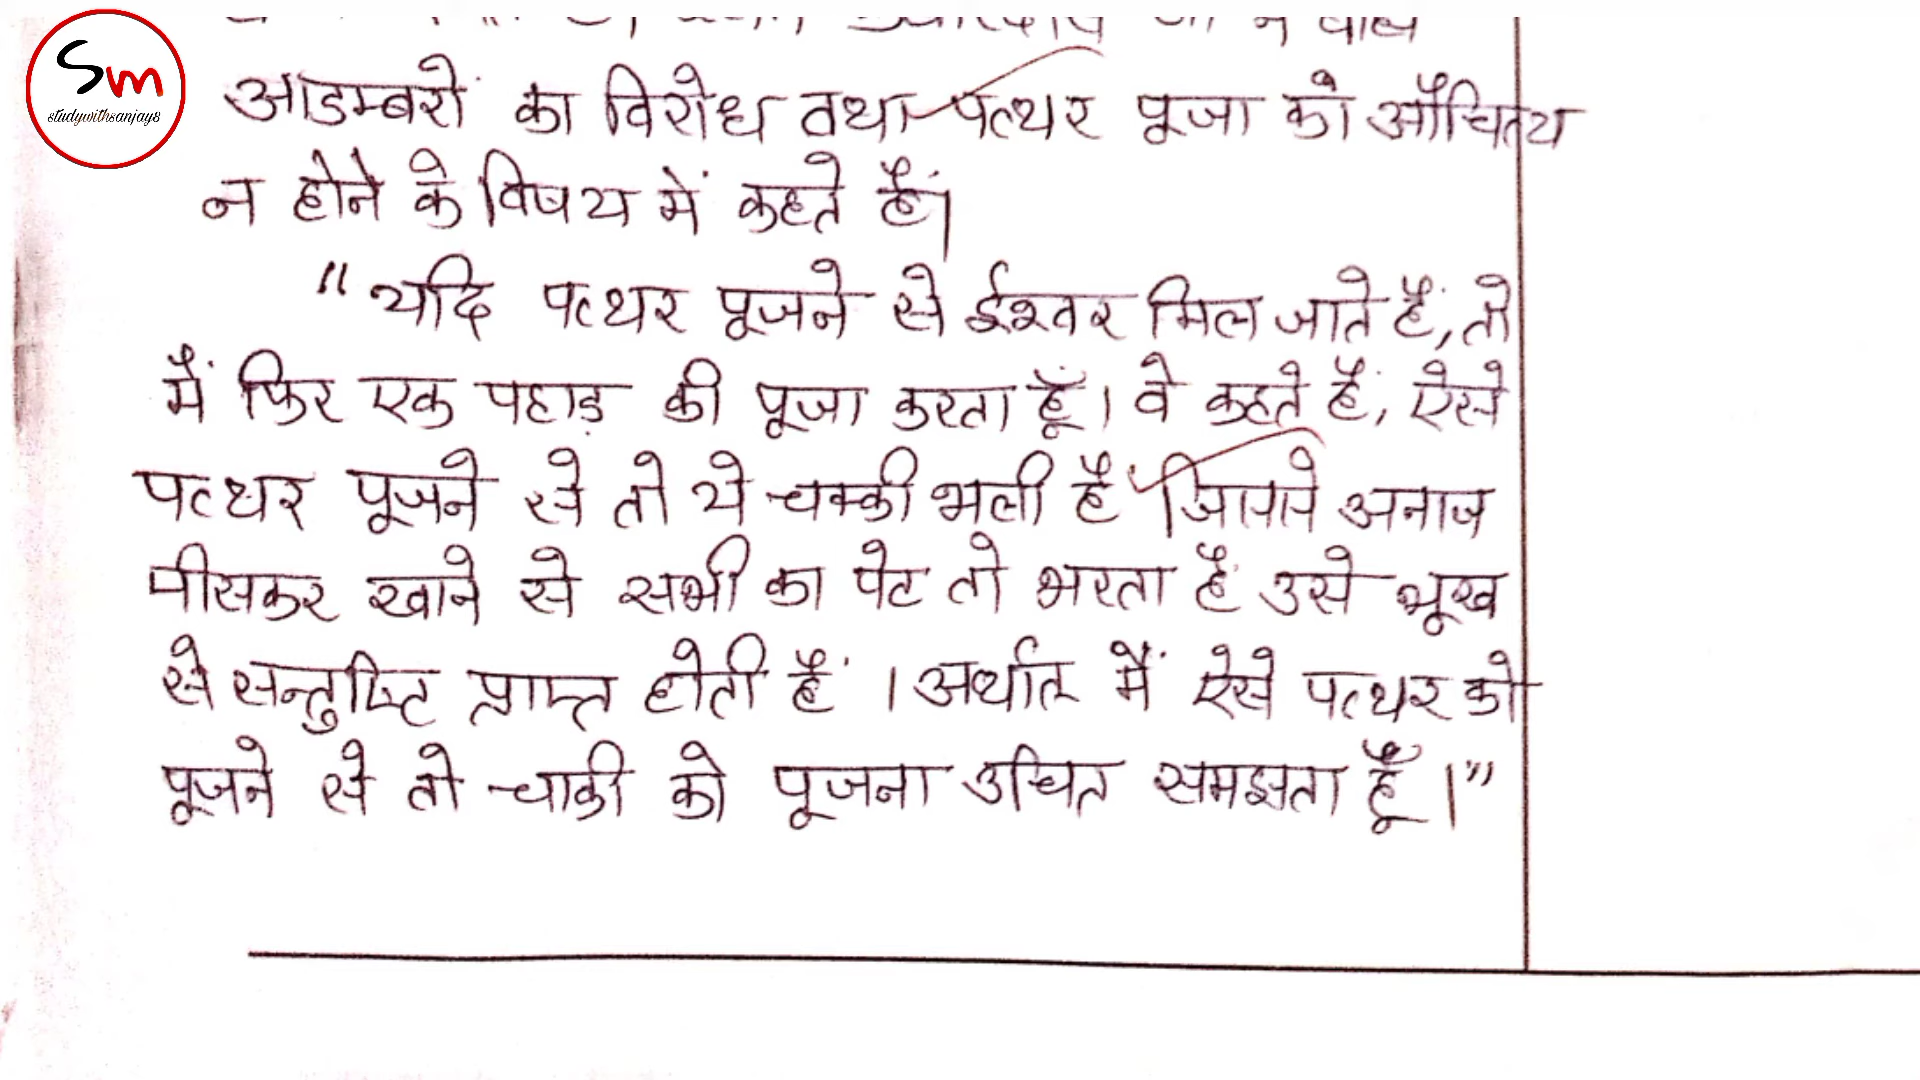 Sm
studywithsanjay8
आडम्बरों का विरोध तथा पत्थर पूजा को औचित्य
न होने के विषय में कहते हैं।
"यदि पत्थर पूजने से ईश्वर मिल जाते हैं, तो
मैं फिर एक पहाड़ की पूजा करता हूँ। वे कहते हैं, ऐसे
पत्थर पूजने से तो ये चक्की भली है जिससे अनाज
पीसकर खाने से सभी का पेट तो भरता हैं उसे भूख
से सन्तुष्टि प्राप्त होती हैं । अर्थात मैं ऐसे पत्थर को
पूजने से तो चाकी को पूजना उचित समझता हूँ ।"